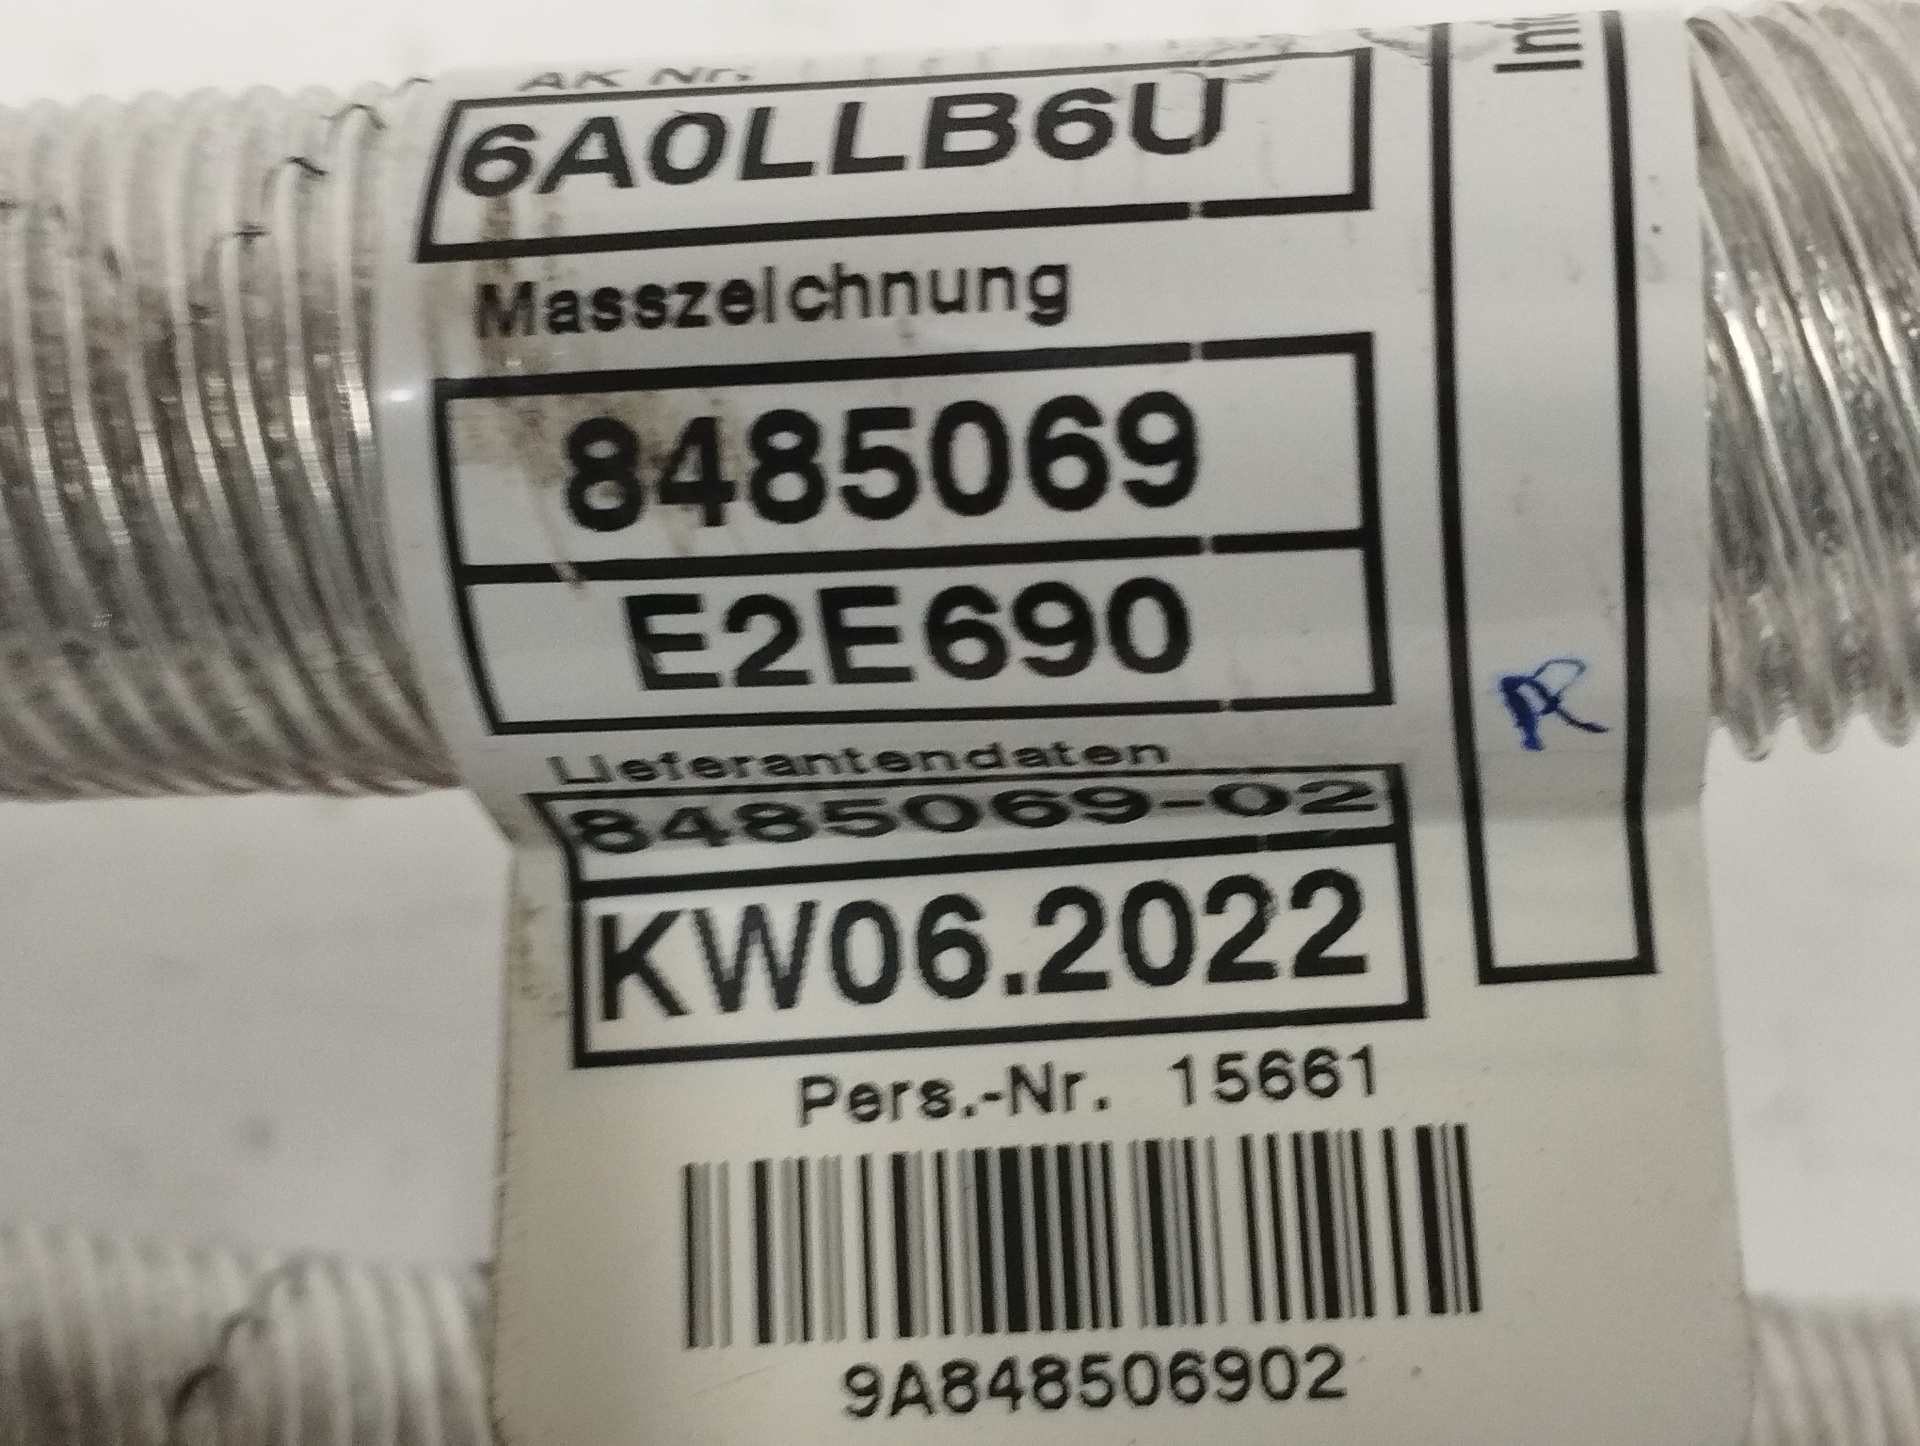 AK Nr.
6A0LLB6U
Masszeichnung
8485069
E2E690
Lieferantendaten
8485069-02
KW06.2022
Pers.-Nr. 15661
9A848506902